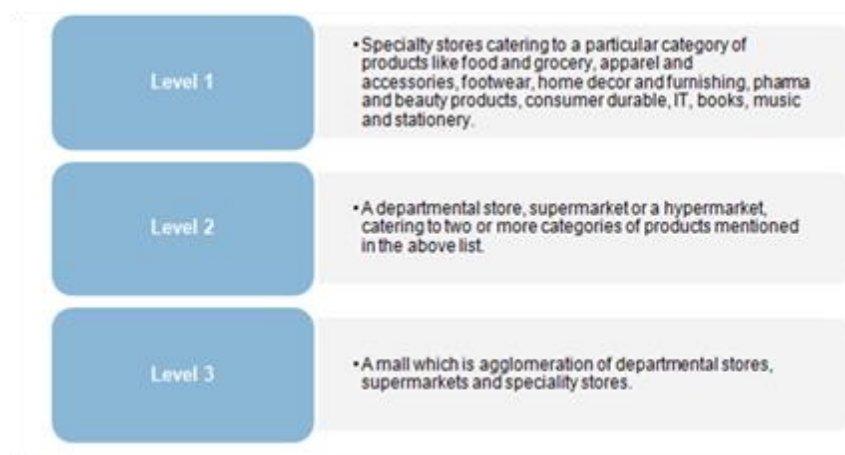 Level 1
• Specialty stores catering to a particular category of
products like food and grocery, apparel and
accessories, footwear, home decor and furnishing, pharma
and beauty products, consumer durable, IT, books, music
and stationery.
Level 2
• A departmental store, supermarket or a hypermarket,
catering to two or more categories of products mentioned
in the above list.
Level 3
• A mall which is agglomeration of departmental stores,
supermarkets and speciality stores.